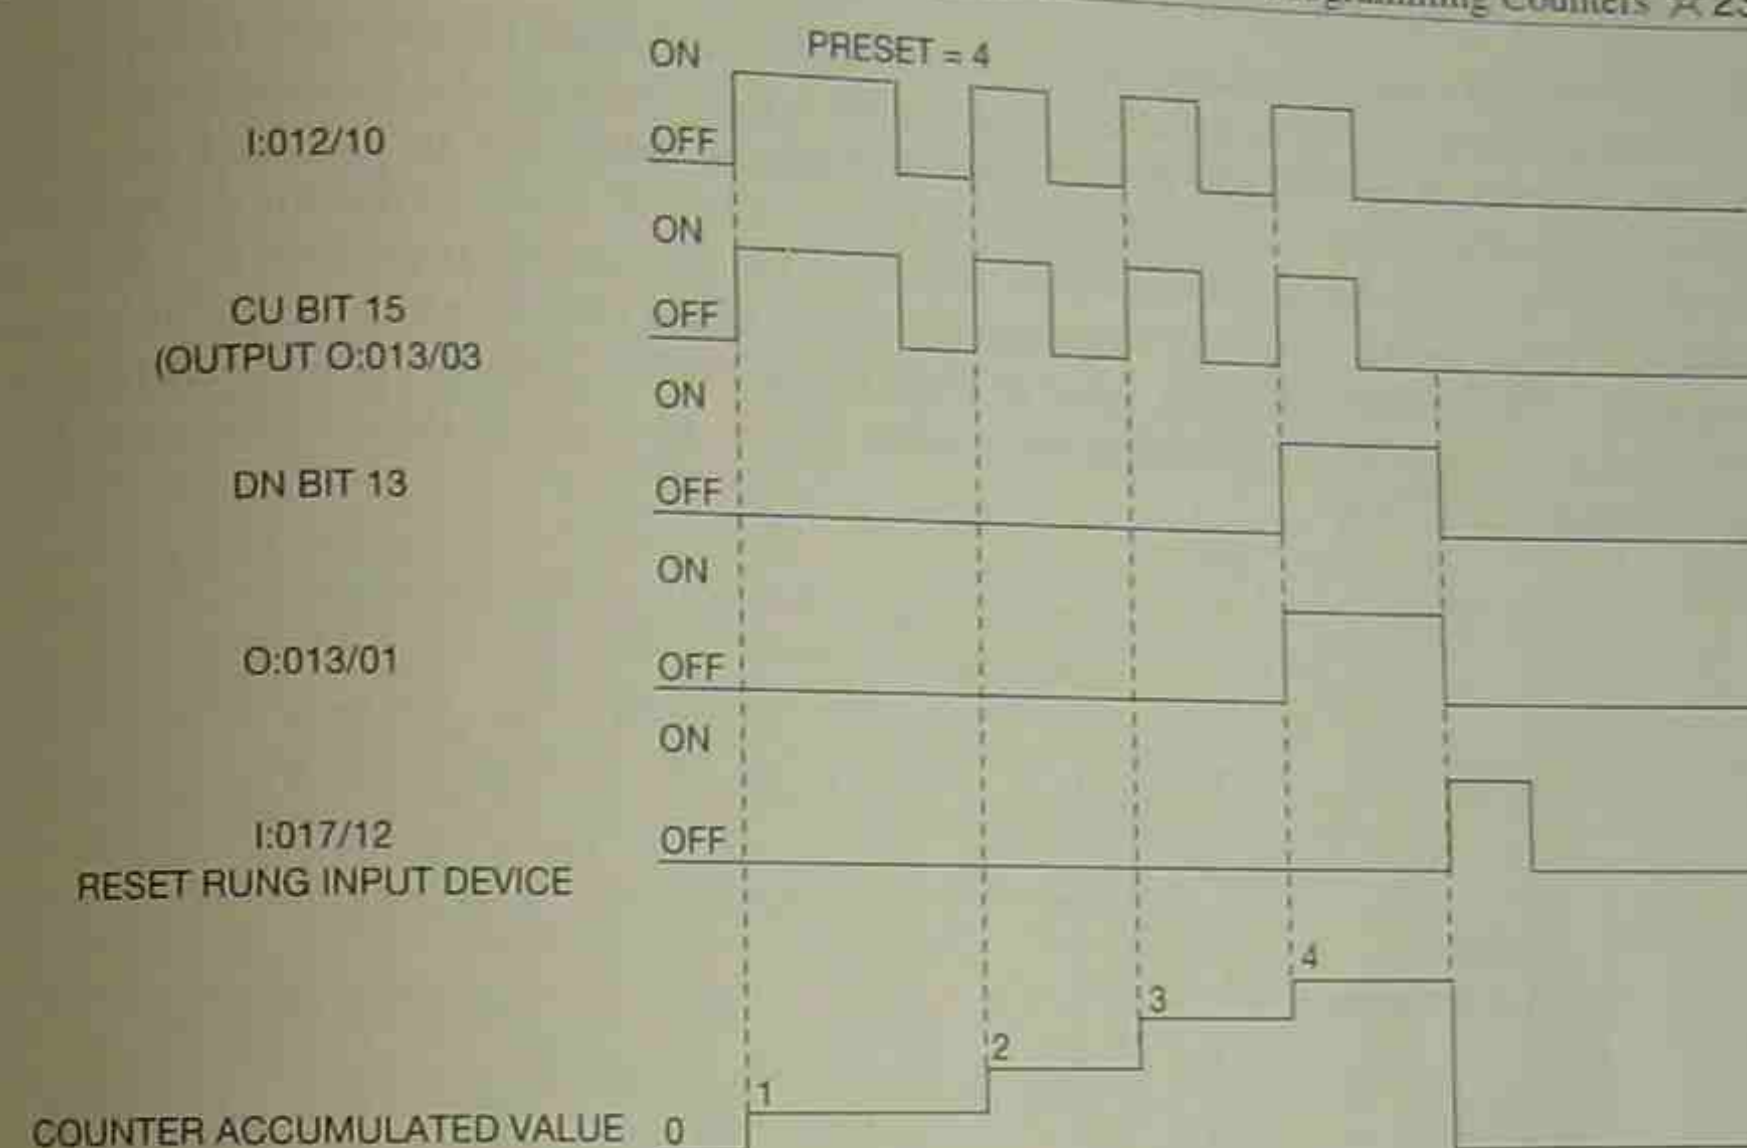 Counters
ON PRESET = 4
I:012/10 OFF
ON
CU BIT 15 OFF
(OUTPUT O:013/03
ON
DN BIT 13 OFF
ON
O:013/01 OFF
ON
I:017/12 OFF
RESET RUNG INPUT DEVICE
4
3
2
1
COUNTER ACCUMULATED VALUE 0